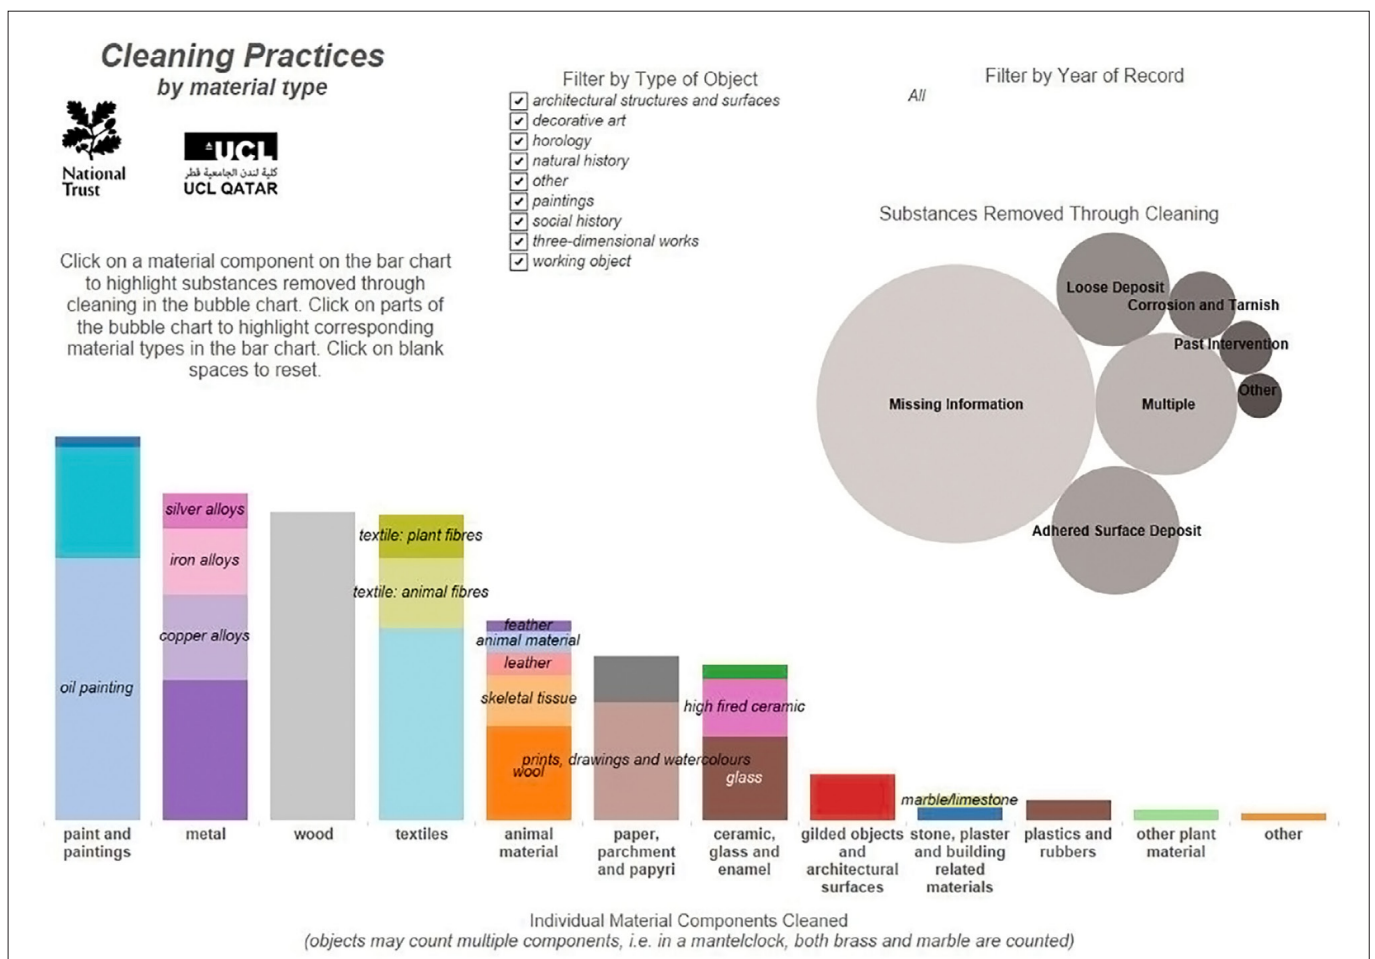 Cleaning Practices
by material type
National
Trust
UCL
كلية لندن الجامعية قطر
UCL QATAR
Click on a material component on the bar chart
to highlight substances removed through
cleaning in the bubble chart. Click on parts of
the bubble chart to highlight corresponding
material types in the bar chart. Click on blank
spaces to reset.
Filter by Type of Object
architectural structures and surfaces
decorative art
horology
natural history
other
paintings
social history
three-dimensional works
working object
Filter by Year of Record
All
Substances Removed Through Cleaning
Loose Deposit
Corrosion and Tarnish
Past Intervention
Other
Missing Information
Multiple
Adhered Surface Deposit
oil painting
silver alloys
iron alloys
copper alloys
textile: plant fibres
textile: animal fibres
feather
animal material
leather
skeletal tissue
wool
prints, drawings and watercolours
high fired ceramic
glass
marble/limestone
paint and
paintings
metal
wood
textiles
animal
material
paper,
parchment
and papyri
ceramic,
glass and
enamel
gilded objects
and
architectural
surfaces
stone, plaster
and building
related
materials
plastics and
rubbers
other plant
material
other
Individual Material Components Cleaned
(objects may count multiple components, i.e. in a mantelclock, both brass and marble are counted)